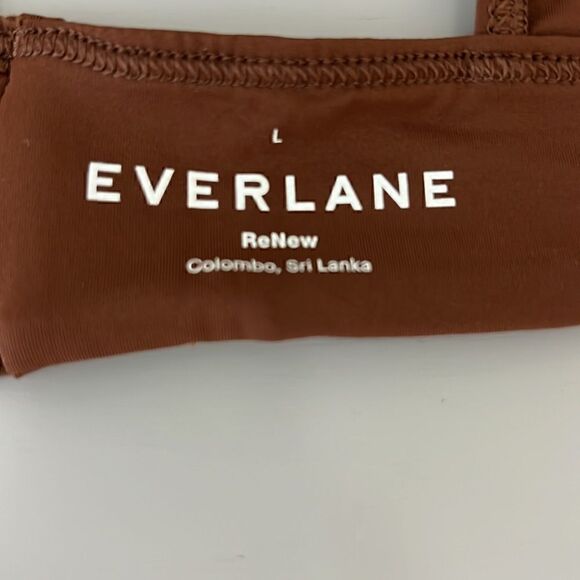 L
EVERLANE
ReNew
Colombo, Sri Lanka